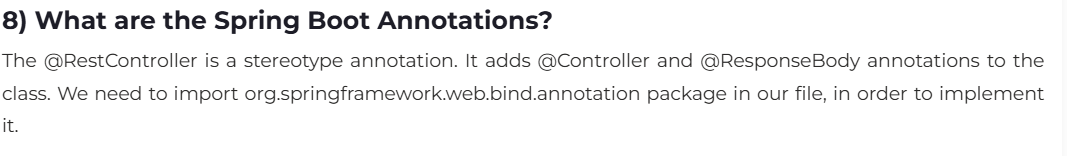 8) What are the Spring Boot Annotations?
The @RestController is a stereotype annotation. It adds @Controller and @ResponseBody annotations to the
class. We need to import org.springframework.web.bind.annotation package in our file, in order to implement
it.